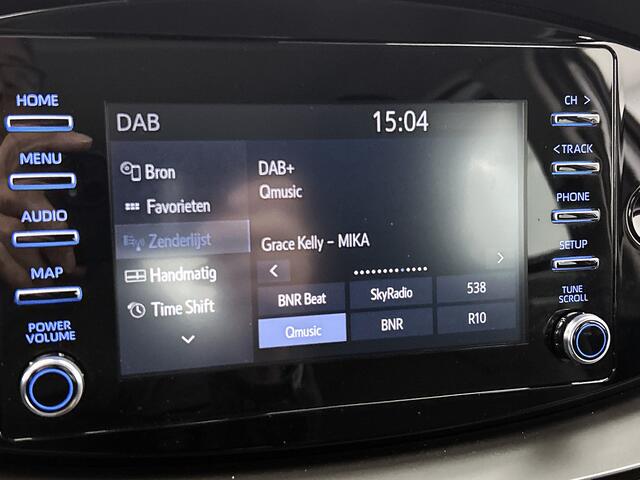 HOME
MENU
AUDIO
MAP
POWER
VOLUME
DAB
15:04
Bron
Favorieten
Zenderlijst
Handmatig
Time Shift
DAB+
Qmusic
Grace Kelly – MIKA
<
>
BNR Beat
SkyRadio
538
Qmusic
BNR
R10
CH >
< TRACK
PHONE
SETUP
TUNE
SCROLL